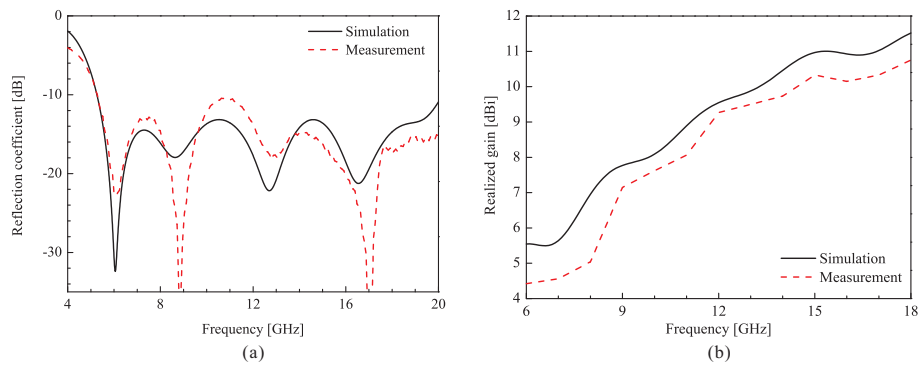 0
-10
-20
-30
4
8
12
16
20
Reflection coefficient [dB]
Frequency [GHz]
Simulation
Measurement
(a)
12
11
10
9
8
7
6
5
4
6
9
12
15
18
Realized gain [dBi]
Frequency [GHz]
Simulation
Measurement
(b)